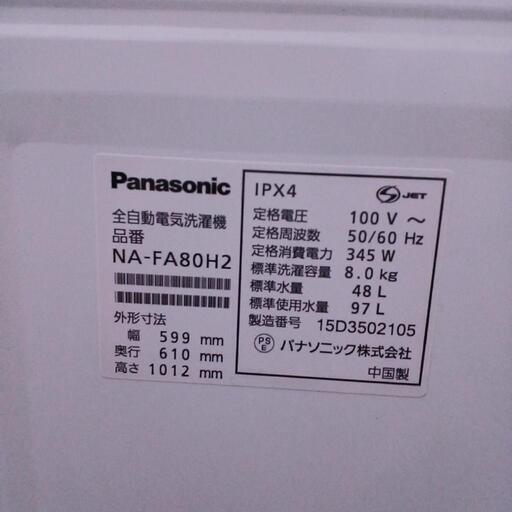 Panasonic
全自動電気洗濯機
品番
NA-FA80H2
外形寸法
幅 599 mm
奥行 610 mm
高さ 1012 mm
IPX4
S JET
定格電圧 100 V ～
定格周波数 50/60 Hz
定格消費電力 345 W
標準洗濯容量 8.0 kg
標準水量 48 L
標準使用水量 97 L
製造番号 15D3502105
PS E パナソニック株式会社
中国製